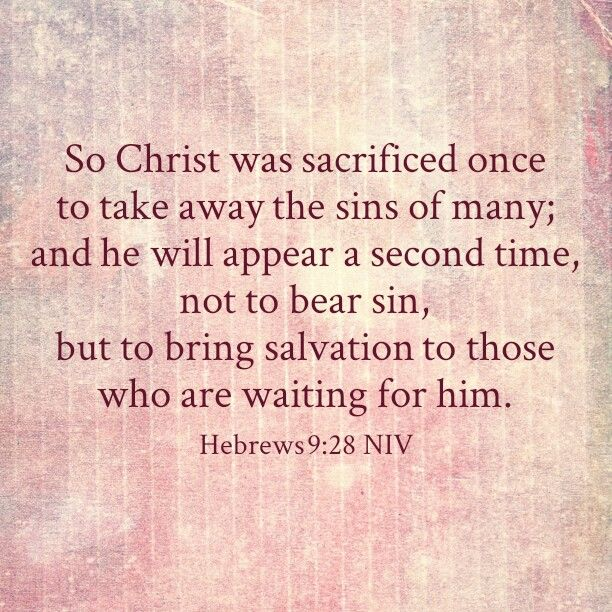 So Christ was sacrificed once
to take away the sins of many;
and he will appear a second time,
not to bear sin,
but to bring salvation to those
who are waiting for him.
Hebrews 9:28 NIV